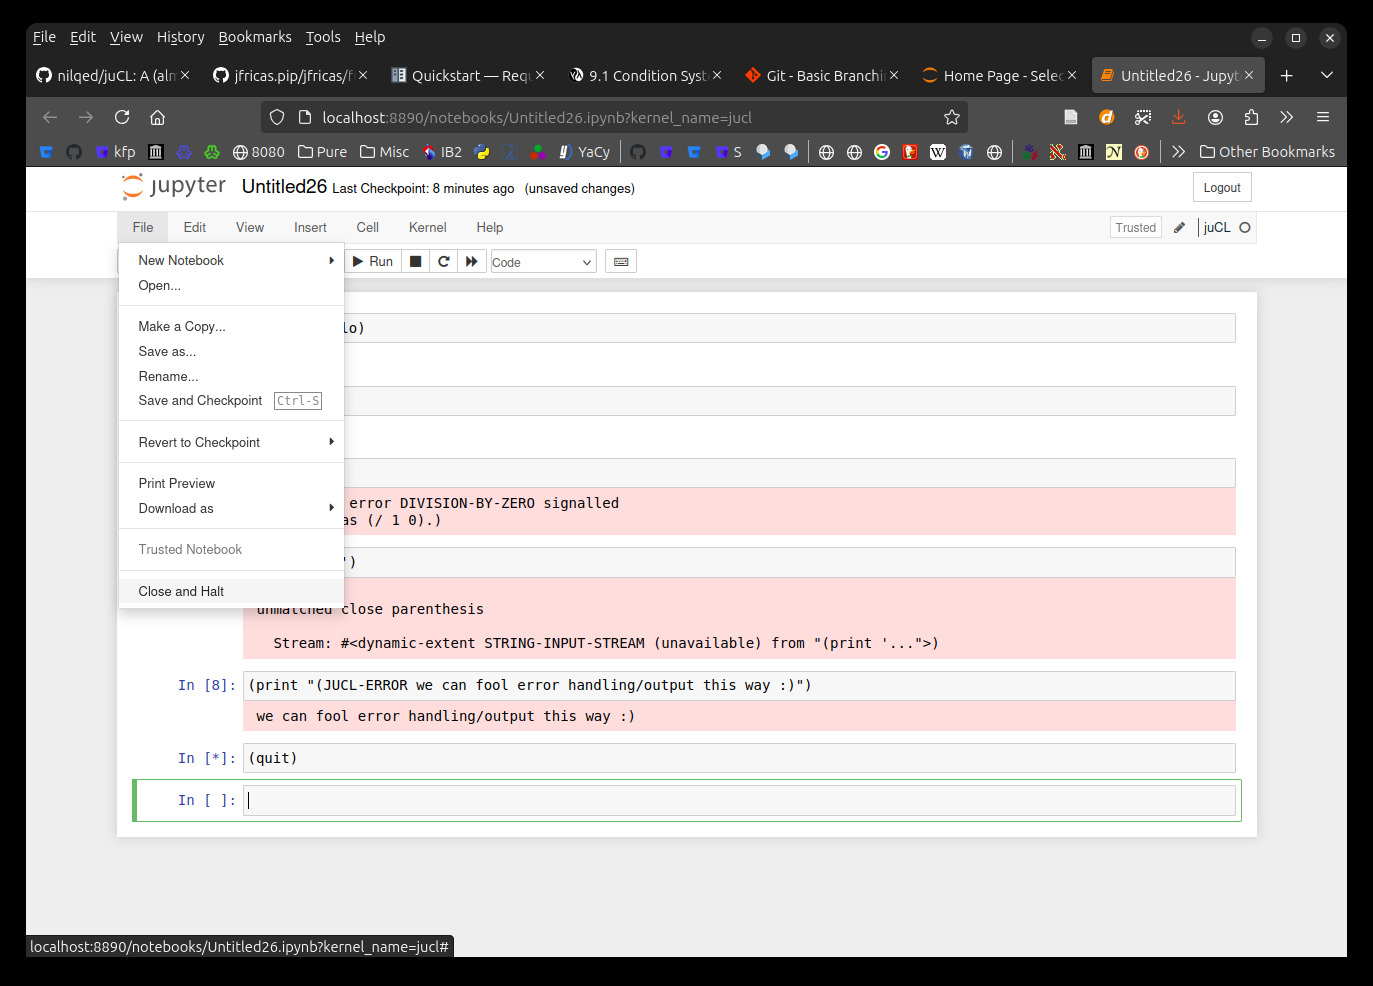 File Edit View History Bookmarks Tools Help
nilqed/juCL: A (alm
jfricas.pip/jfricas/f
Quickstart — Requ
9.1 Condition Syst
Git - Basic Branchi
Home Page - Selec
Untitled26 - Jupyt
localhost:8890/notebooks/Untitled26.ipynb?kernel_name=jucl
kfp 8080 Pure Misc IB2 y) YaCy S W N Other Bookmarks
jupyter Untitled26 Last Checkpoint: 8 minutes ago (unsaved changes) Logout
File Edit View Insert Cell Kernel Help Trusted juCL
Run Code
New Notebook
Open...
Make a Copy...
Save as...
Rename...
Save and Checkpoint Ctrl-S
Revert to Checkpoint
Print Preview
Download as
Trusted Notebook
Close and Halt
lo)
error DIVISION-BY-ZERO signalled
as (/ 1 0).)
')
unmatched close parenthesis
Stream: #<dynamic-extent STRING-INPUT-STREAM (unavailable) from "(print '...">)
In [8]: (print "(JUCL-ERROR we can fool error handling/output this way :)")
we can fool error handling/output this way :)
In [*]: (quit)
In [ ]:
localhost:8890/notebooks/Untitled26.ipynb?kernel_name=jucl#